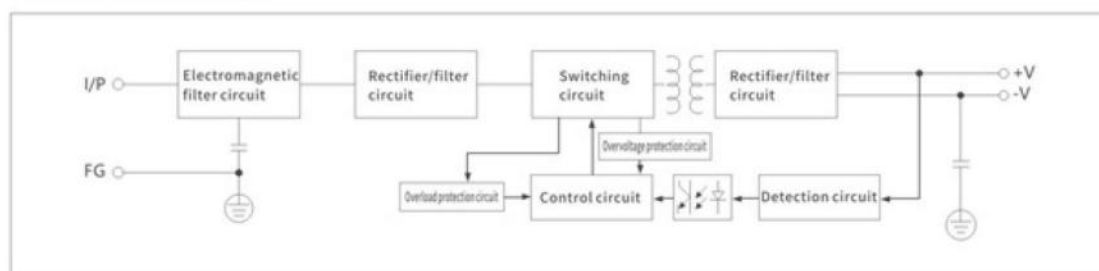 I/P
Electromagnetic
filter circuit
Rectifier/filter
circuit
Switching
circuit
Rectifier/filter
circuit
+V
-V
Overvoltage protection circuit
FG
Overload protection circuit
Control circuit
Detection circuit